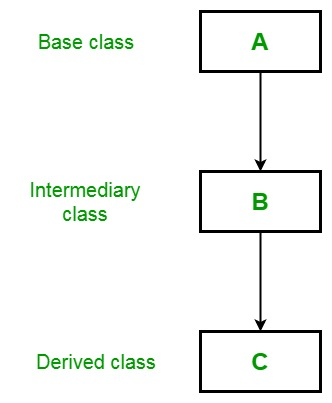 Base class
A
Intermediary
class
B
Derived class
C